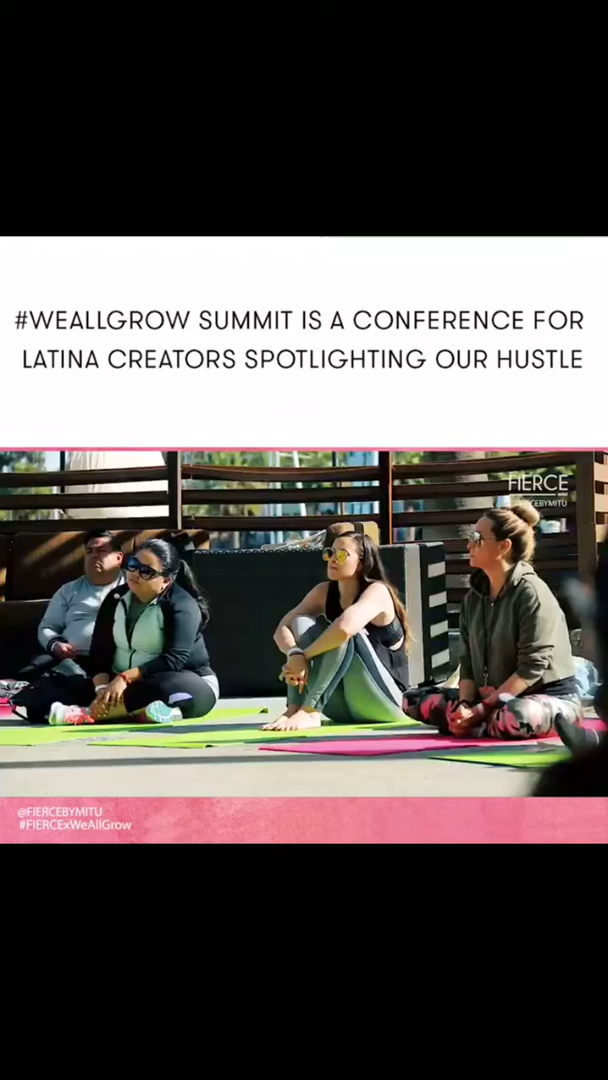 #WEALLGROW SUMMIT IS A CONFERENCE FOR
LATINA CREATORS SPOTLIGHTING OUR HUSTLE
FIERCE
@FIERCEBYMITU
#FIERCExWeAllGrow